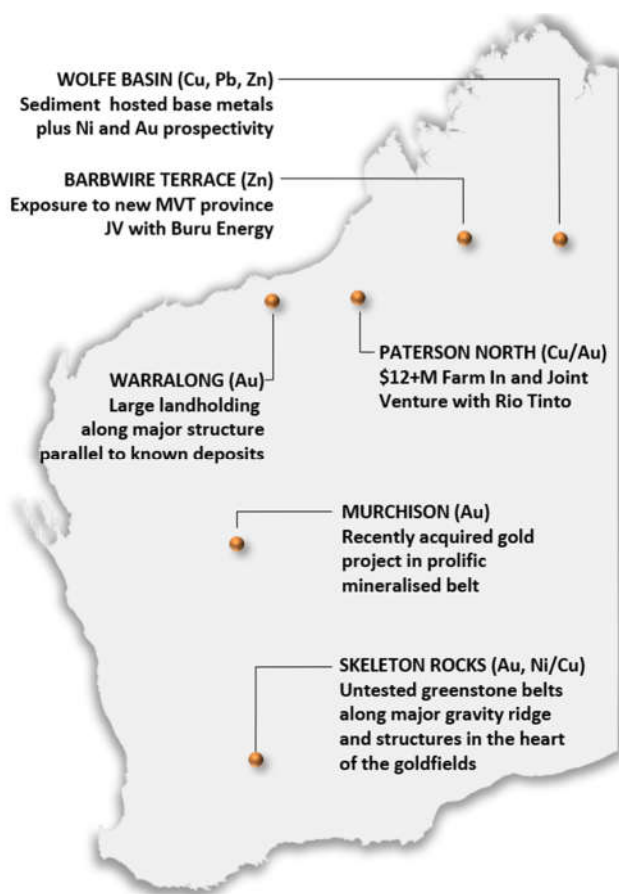 WOLFE BASIN (Cu, Pb, Zn)
Sediment hosted base metals
plus Ni and Au prospectivity
BARBWIRE TERRACE (Zn)
Exposure to new MVT province
JV with Buru Energy
PATERSON NORTH (Cu/Au)
$12+M Farm In and Joint
Venture with Rio Tinto
WARRALONG (Au)
Large landholding
along major structure
parallel to known deposits
MURCHISON (Au)
Recently acquired gold
project in prolific
mineralised belt
SKELETON ROCKS (Au, Ni/Cu)
Untested greenstone belts
along major gravity ridge
and structures in the heart
of the goldfields